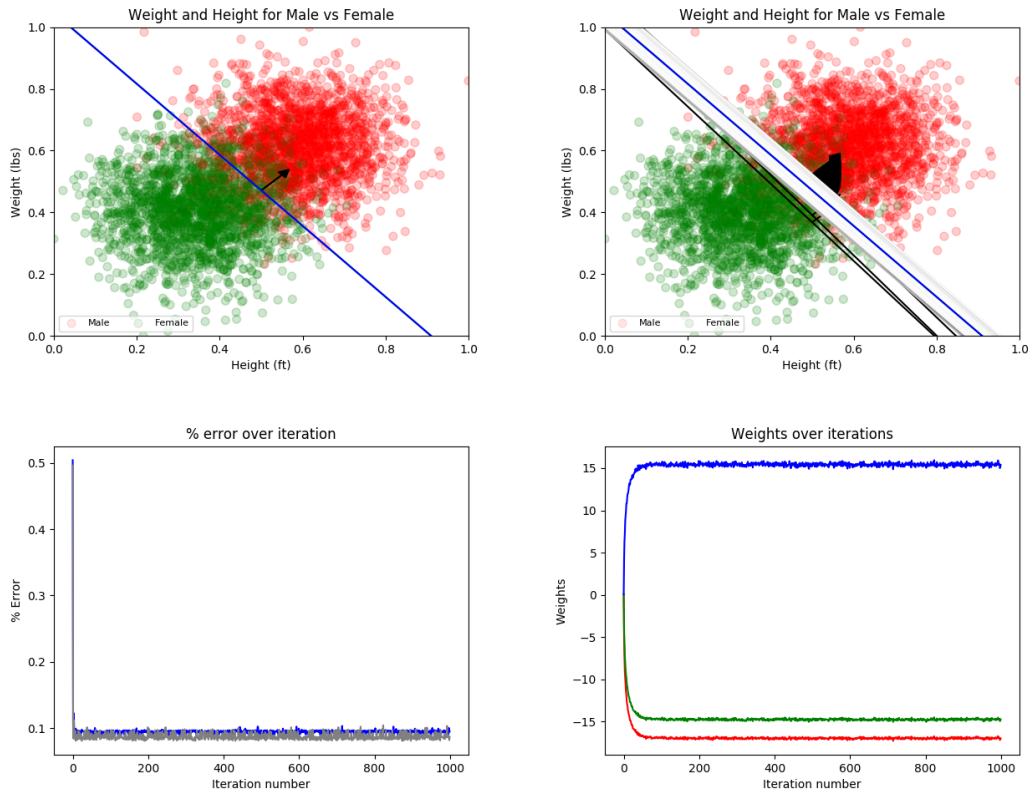 Weight and Height for Male vs Female
1.0
0.8
0.6
0.4
0.2
0.0
Weight (lbs)
Male Female
0.0 0.2 0.4 0.6 0.8 1.0
Height (ft)
Weight and Height for Male vs Female
1.0
0.8
0.6
0.4
0.2
0.0
Weight (lbs)
Male Female
0.0 0.2 0.4 0.6 0.8 1.0
Height (ft)
% error over iteration
0.5
0.4
0.3
0.2
0.1
% Error
0 200 400 600 800 1000
Iteration number
Weights over iterations
15
10
5
0
−5
−10
−15
Weights
0 200 400 600 800 1000
Iteration number